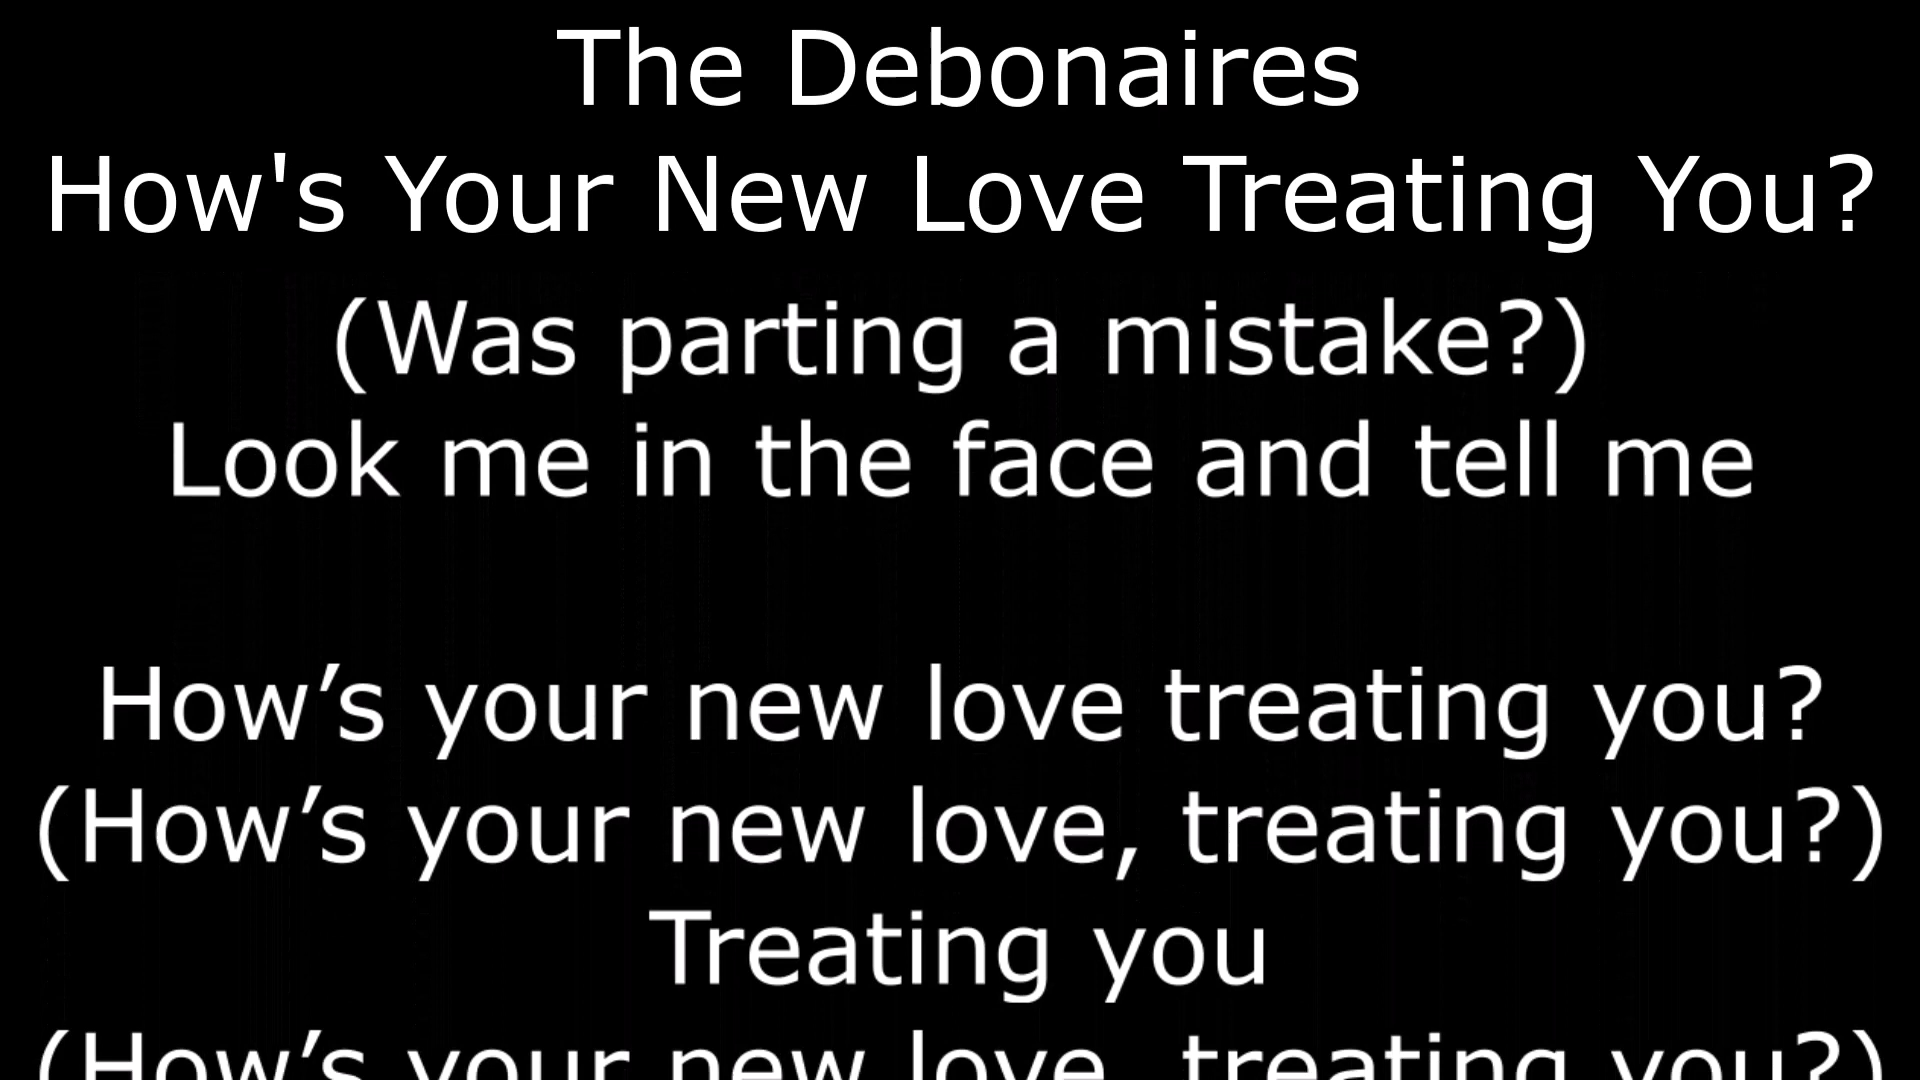 The Debonaires
How's Your New Love Treating You?
(Was parting a mistake?)
Look me in the face and tell me
How’s your new love treating you?
(How’s your new love, treating you?)
Treating you
(How’s your new love, treating you?)